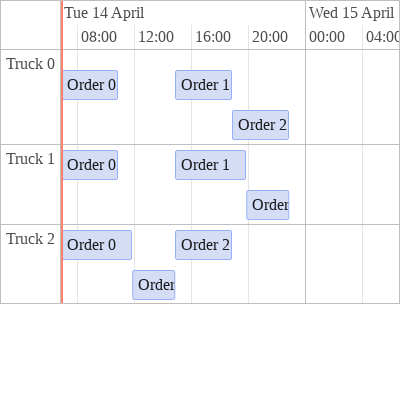 Tue 14 April
Wed 15 April
08:00
12:00
16:00
20:00
00:00
04:00
Truck 0
Order 0
Order 1
Order 2
Truck 1
Order 0
Order 1
Order
Truck 2
Order 0
Order 2
Order